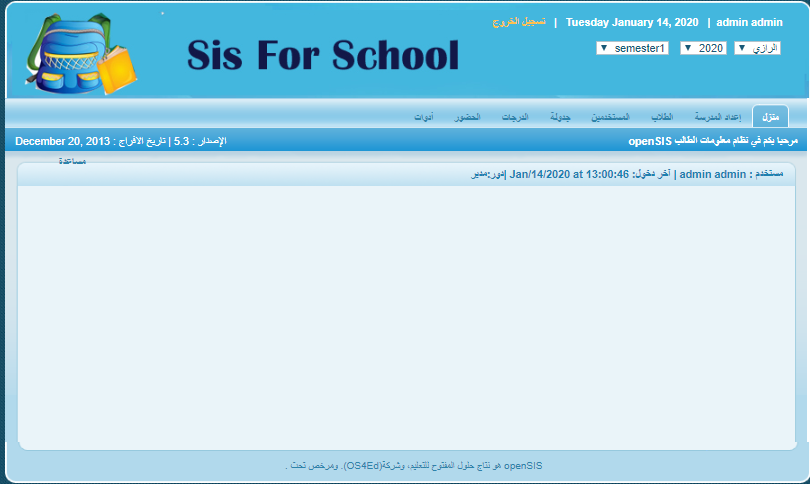 admin admin | Tuesday January 14, 2020 | تسجيل الخروج
Sis For School
الرازي 2020 semester1
منزل إعداد المدرسة الطلاب المستخدمين جدولة الدرجات الحضور أدوات
مرحبا بكم في نظام معلومات الطالب openSIS
الإصدار : 5.3 | تاريخ الافراج : December 20, 2013
مساعدة
مستخدم : admin admin | آخر دخول: Jan/14/2020 at 13:00:46 |دور:مدير
openSIS هو نتاج حلول المفتوح للتعليم، وشركة(OS4Ed). ومرخص تحت .